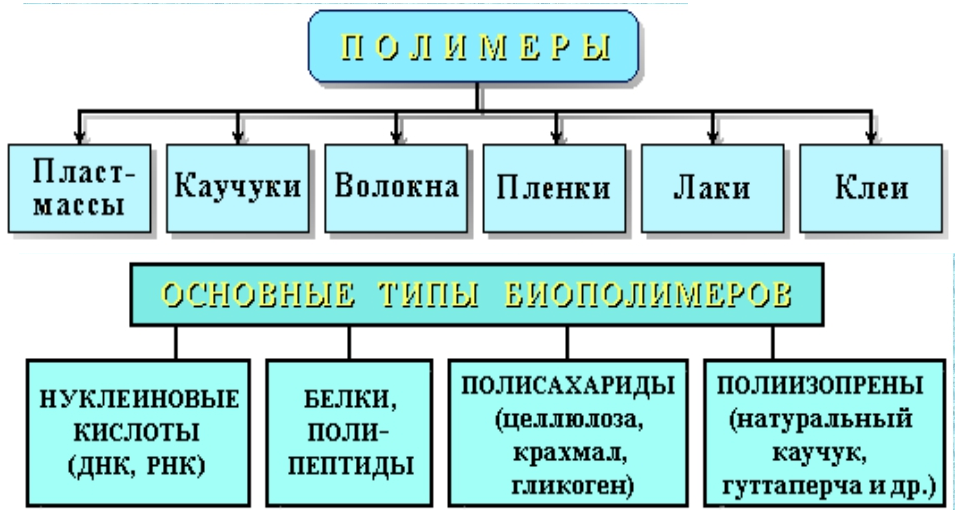 ПОЛИМЕРЫ
Пласт-
массы
Каучуки
Волокна
Пленки
Лаки
Клеи
ОСНОВНЫЕ ТИПЫ БИОПОЛИМЕРОВ
НУКЛЕИНОВЫЕ
КИСЛОТЫ
(ДНК, РНК)
БЕЛКИ,
ПОЛИ-
ПЕПТИДЫ
ПОЛИСАХАРИДЫ
(целлюлоза,
крахмал,
гликоген)
ПОЛИИЗОПРЕНЫ
(натуральный
каучук,
гуттаперча и др.)